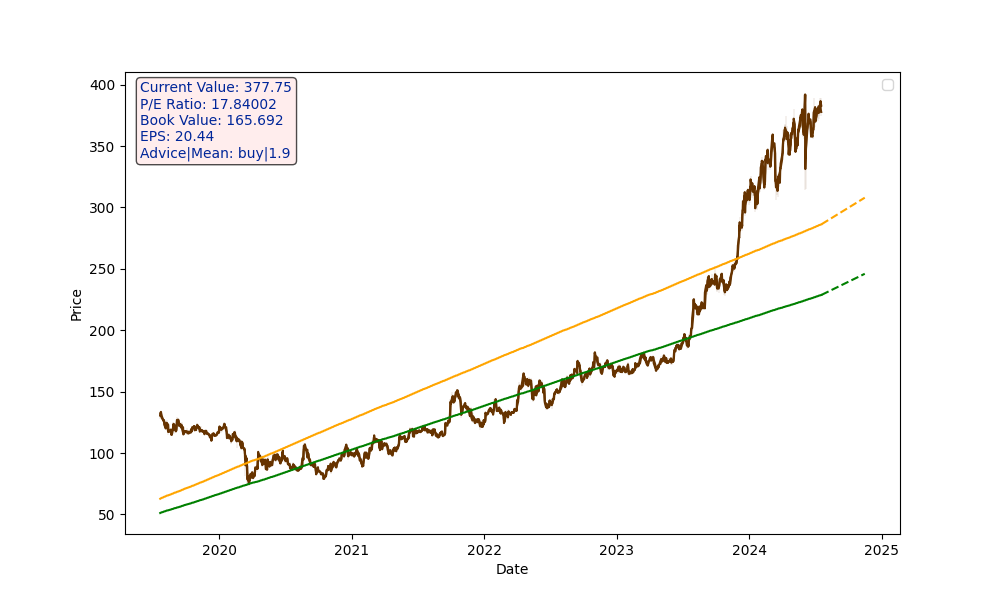 Current Value: 377.75
P/E Ratio: 17.84002
Book Value: 165.692
EPS: 20.44
Advice|Mean: buy|1.9
400
350
300
250
200
150
100
50
Price
2020 2021 2022 2023 2024 2025
Date